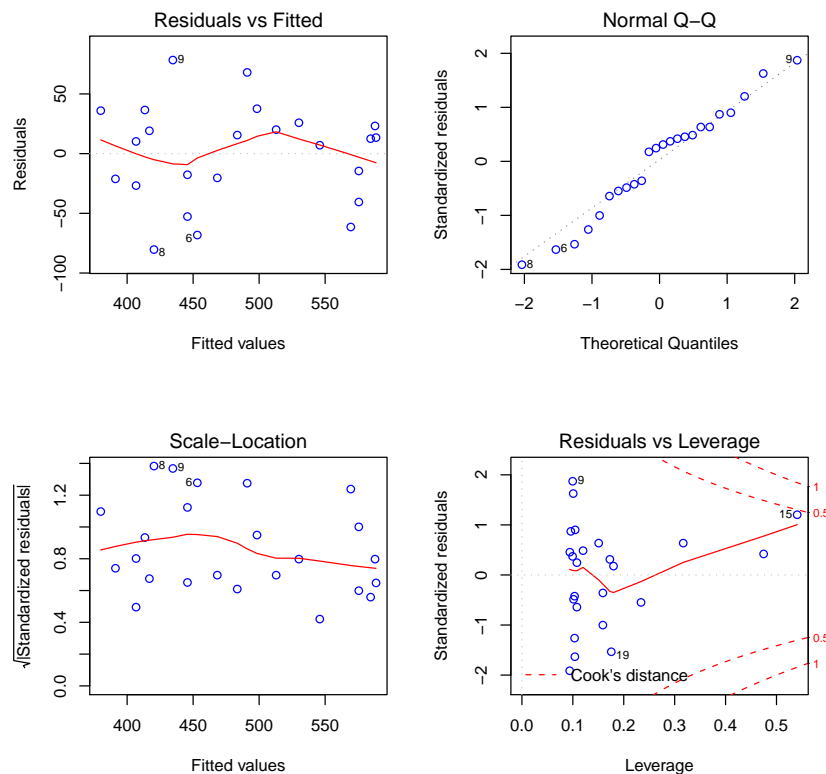 Residuals vs Fitted
Residuals
50
0
−50
−100
9
6
8
400 450 500 550
Fitted values
Normal Q−Q
Standardized residuals
2
1
0
−1
−2
9
6
8
−2 −1 0 1 2
Theoretical Quantiles
Scale−Location
√|Standardized residuals|
1.2
0.8
0.4
0.0
8
9
6
400 450 500 550
Fitted values
Residuals vs Leverage
Standardized residuals
2
1
0
−1
−2
9
1
0.5
15
0.5
19
1
Cook's distance
0.0 0.1 0.2 0.3 0.4 0.5
Leverage